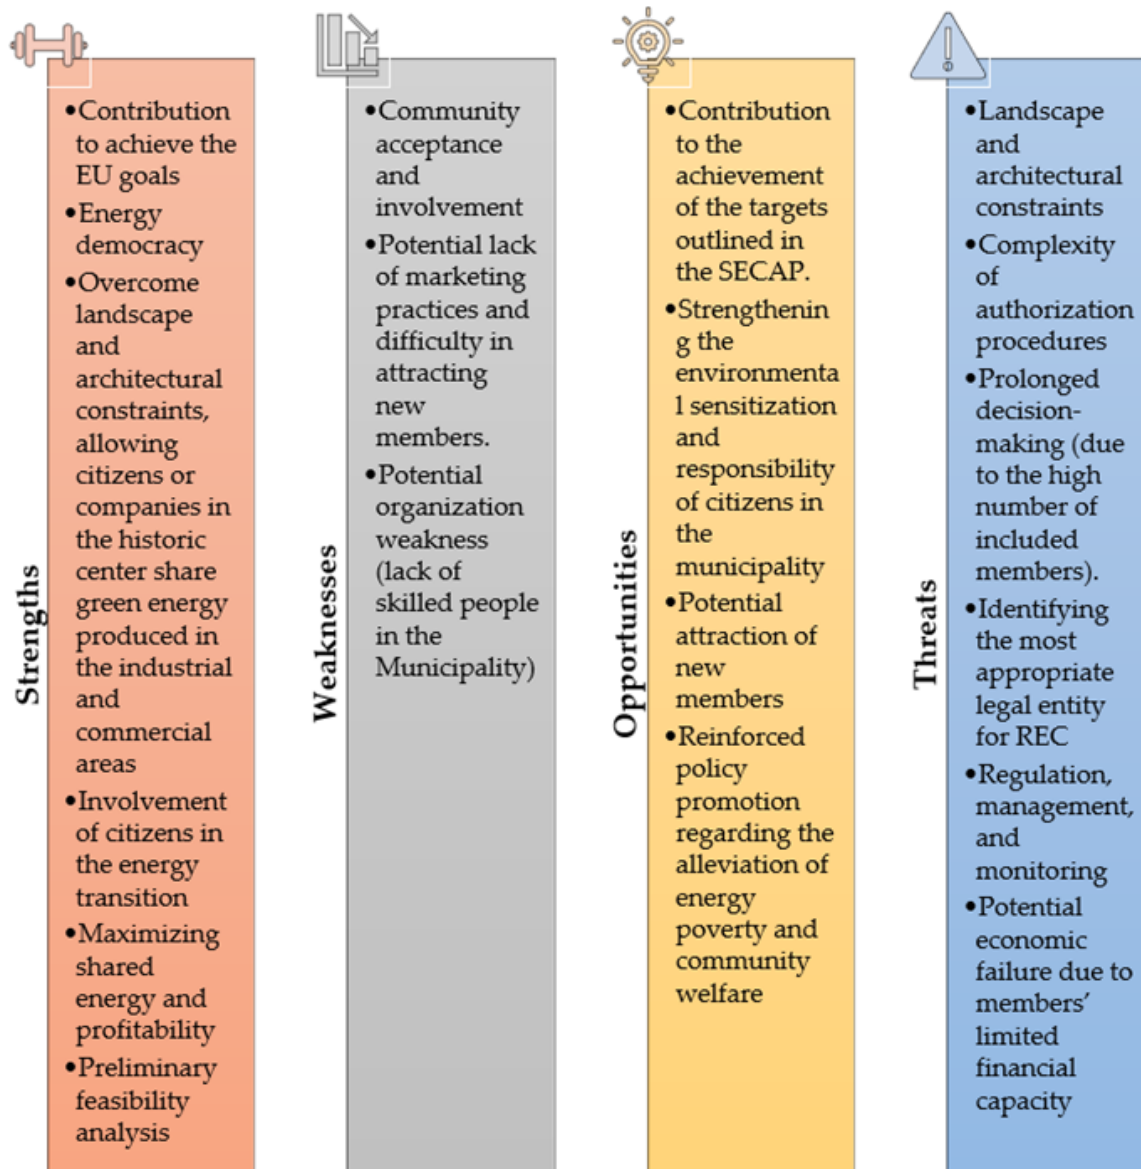 Strengths
•Contribution
to achieve the
EU goals
•Energy
democracy
•Overcome
landscape
and
architectural
constraints,
allowing
citizens or
companies in
the historic
center share
green energy
produced in
the industrial
and
commercial
areas
•Involvement
of citizens in
the energy
transition
•Maximizing
shared
energy and
profitability
•Preliminary
feasibility
analysis
Weaknesses
•Community
acceptance
and
involvement
•Potential lack
of marketing
practices and
difficulty in
attracting
new
members.
•Potential
organization
weakness
(lack of
skilled people
in the
Municipality)
Opportunities
•Contribution
to the
achievement
of the targets
outlined in
the SECAP.
•Strengthenin
g the
environmenta
l sensitization
and
responsibility
of citizens in
the
municipality
•Potential
attraction of
new
members
•Reinforced
policy
promotion
regarding the
alleviation of
energy
poverty and
community
welfare
Threats
•Landscape
and
architectural
constraints
•Complexity
of
authorization
procedures
•Prolonged
decision-
making (due
to the high
number of
included
members).
•Identifying
the most
appropriate
legal entity
for REC
•Regulation,
management,
and
monitoring
•Potential
economic
failure due to
members’
limited
financial
capacity